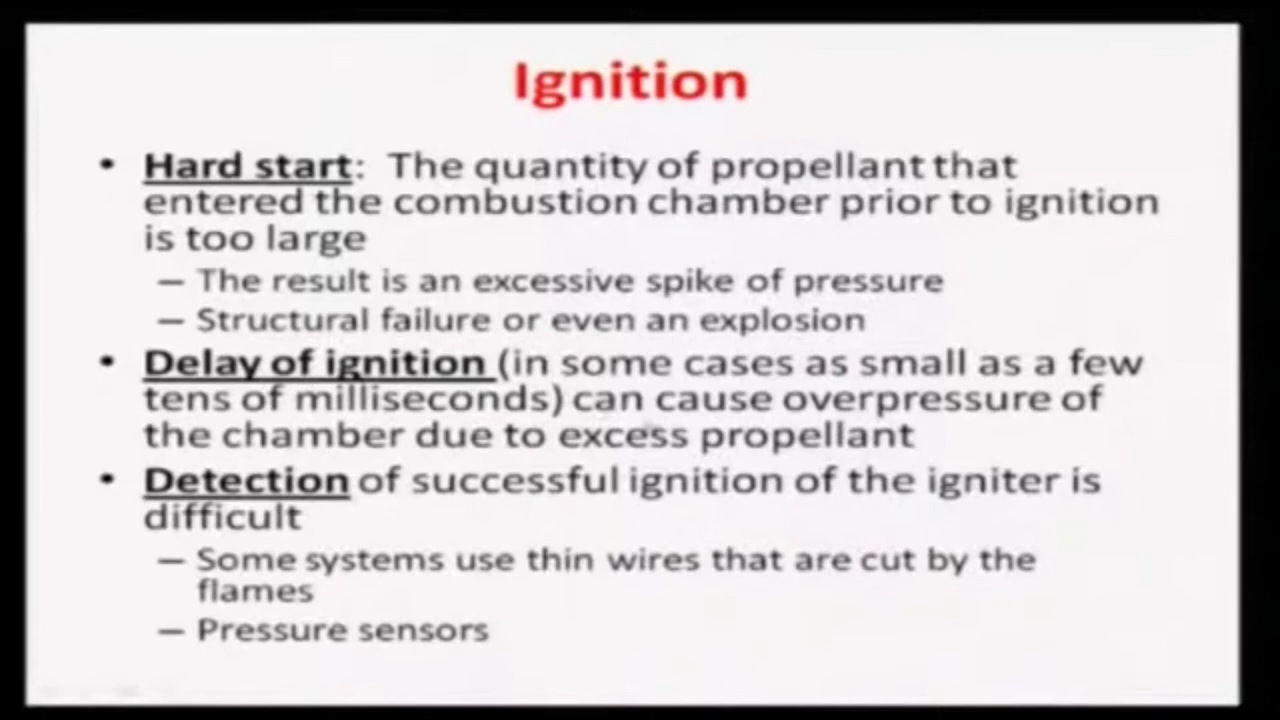 Ignition
• Hard start: The quantity of propellant that
entered the combustion chamber prior to ignition
is too large
– The result is an excessive spike of pressure
– Structural failure or even an explosion
• Delay of ignition (in some cases as small as a few
tens of milliseconds) can cause overpressure of
the chamber due to excess propellant
• Detection of successful ignition of the igniter is
difficult
– Some systems use thin wires that are cut by the
flames
– Pressure sensors